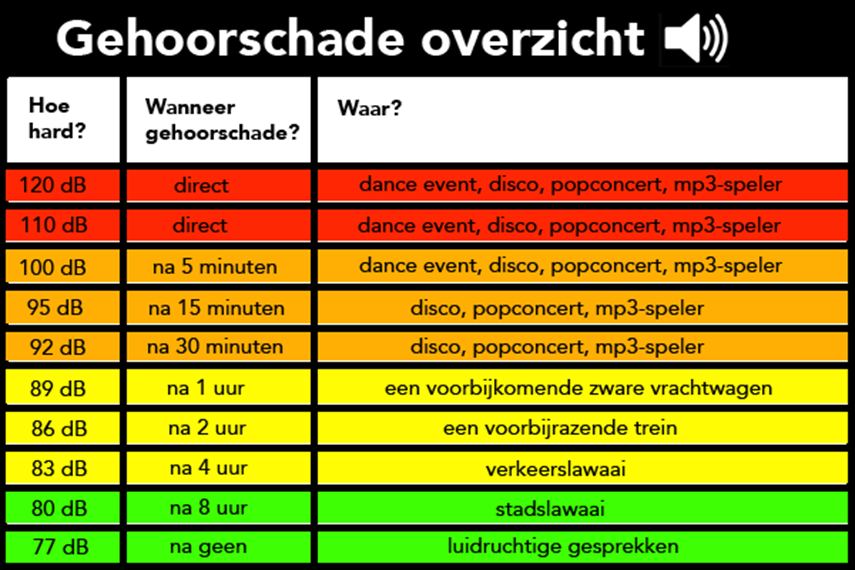 Gehoorschade overzicht
Hoe hard? Wanneer gehoorschade? Waar?
120 dB direct dance event, disco, popconcert, mp3-speler
110 dB direct dance event, disco, popconcert, mp3-speler
100 dB na 5 minuten dance event, disco, popconcert, mp3-speler
95 dB na 15 minuten disco, popconcert, mp3-speler
92 dB na 30 minuten disco, popconcert, mp3-speler
89 dB na 1 uur een voorbijkomende zware vrachtwagen
86 dB na 2 uur een voorbijrazende trein
83 dB na 4 uur verkeerslawaai
80 dB na 8 uur stadslawaai
77 dB na geen luidruchtige gesprekken